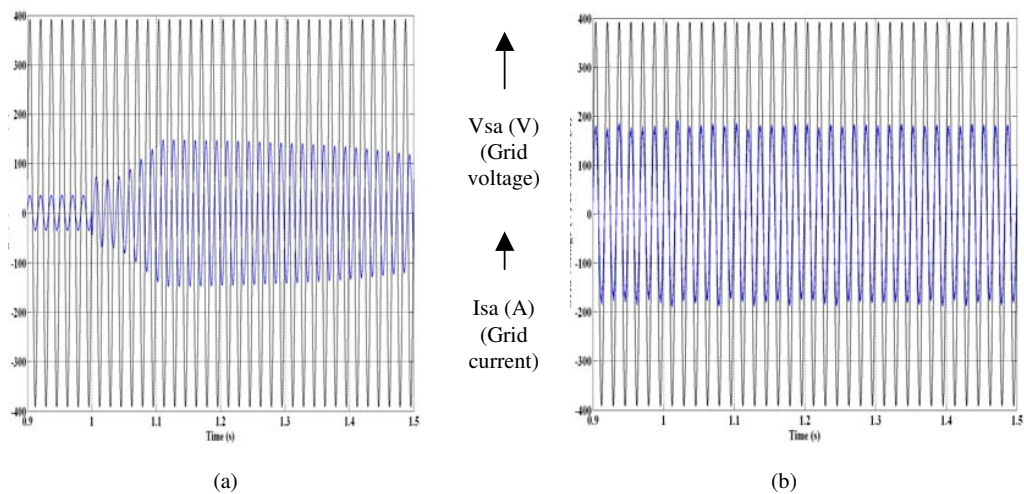 400
300
200
100
0
-100
-200
-300
-400
0.9 1 1.1 1.2 1.3 1.4 1.5
Time (s)
(a)
Vsa (V)
(Grid
voltage)
Isa (A)
(Grid
current)
400
300
200
100
0
-100
-200
-300
-400
0.9 1 1.1 1.2 1.3 1.4 1.5
Time (s)
(b)